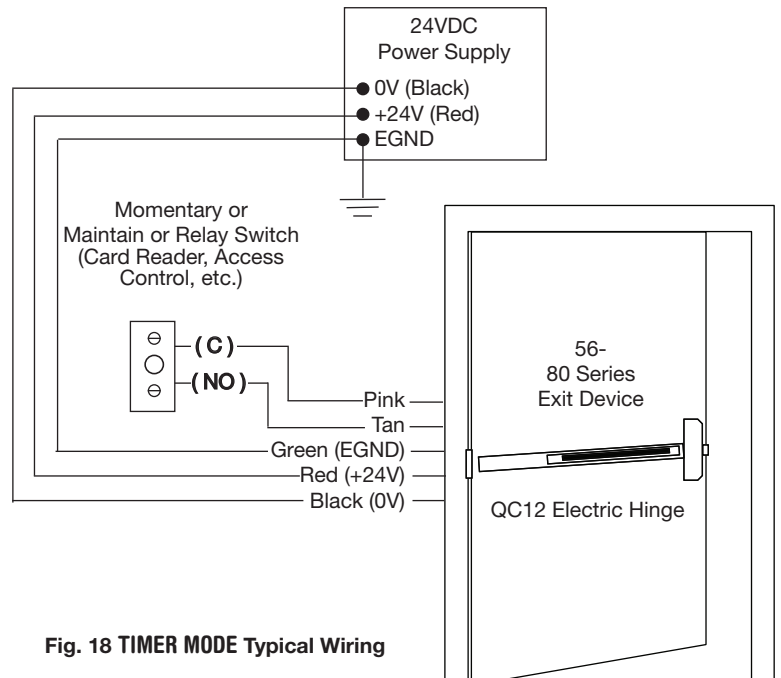 24VDC
Power Supply
0V (Black)
+24V (Red)
EGND
Momentary or
Maintain or Relay Switch
(Card Reader, Access
Control, etc.)
(C)
(NO)
Pink
Tan
Green (EGND)
Red (+24V)
Black (0V)
56-
80 Series
Exit Device
QC12 Electric Hinge
Fig. 18 TIMER MODE Typical Wiring